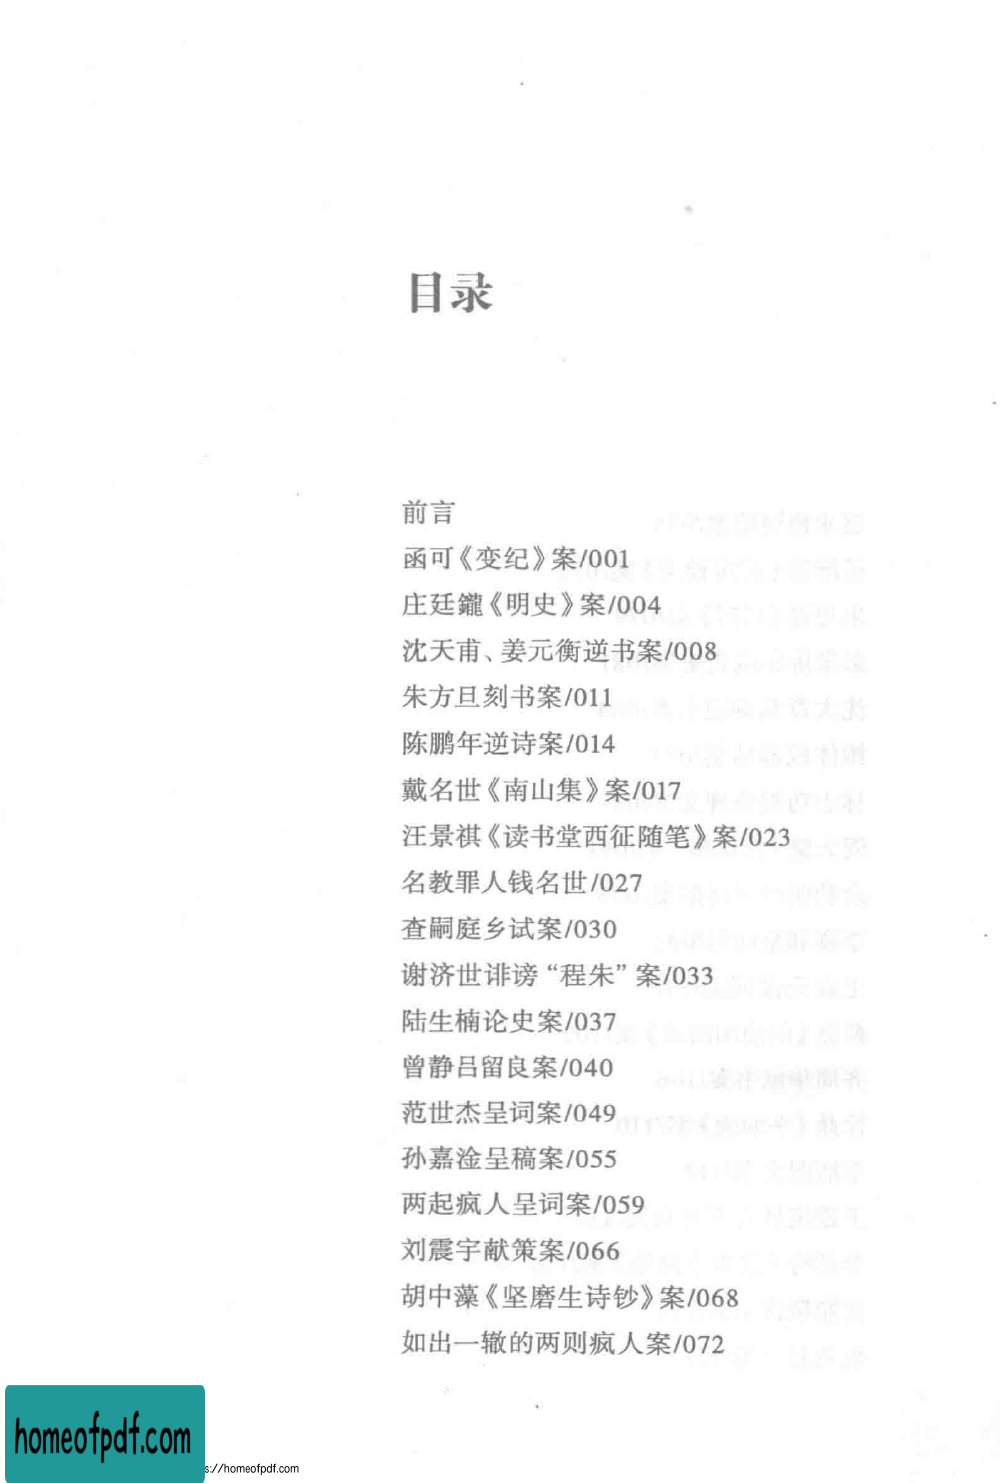 目录
前言
函可《变纪》案/001
庄廷鑨《明史》案/004
沈天甫、姜元衡逆书案/008
朱方旦刻书案/011
陈鹏年逆诗案/014
戴名世《南山集》案/017
汪景祺《读书堂西征随笔》案/023
名教罪人钱名世/027
查嗣庭乡试案/030
谢济世诽谤“程朱”案/033
陆生楠论史案/037
曾静吕留良案/040
范世杰呈词案/049
孙嘉淦呈稿案/055
两起疯人呈词案/059
刘震宇献策案/066
胡中藻《坚磨生诗钞》案/068
如出一辙的两则疯人案/072
homeofpdf.com
s://homeofpdf.com